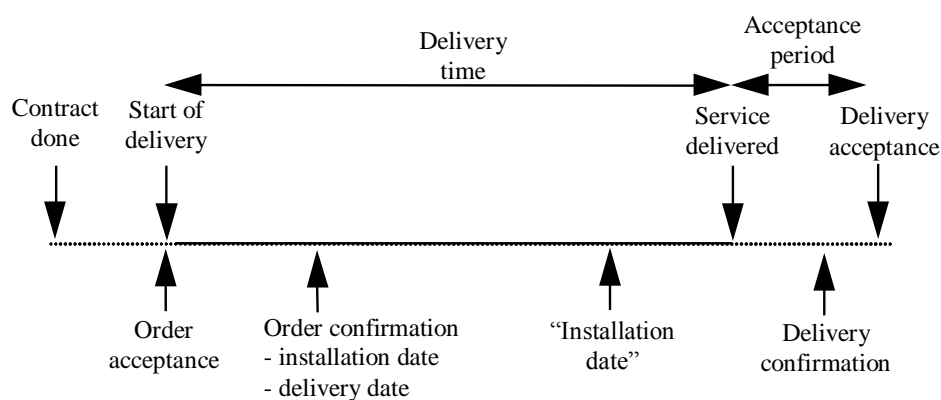 Delivery
time
Acceptance
period
Contract
done
Start of
delivery
Service
delivered
Delivery
acceptance
Order
acceptance
Order confirmation
- installation date
- delivery date
“Installation
date”
Delivery
confirmation